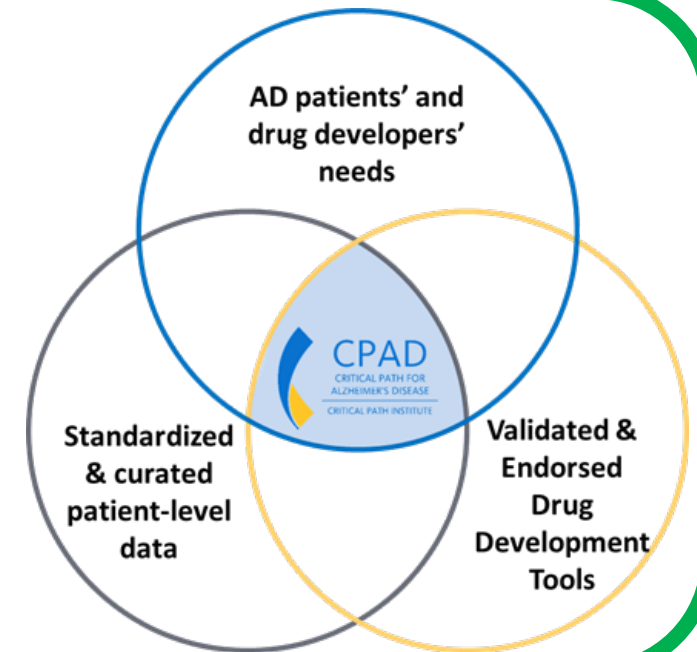 AD patients’ and
drug developers’
needs
CPAD
CRITICAL PATH FOR
ALZHEIMER'S DISEASE
CRITICAL PATH INSTITUTE
Standardized
& curated
patient-level
data
Validated &
Endorsed
Drug
Development
Tools